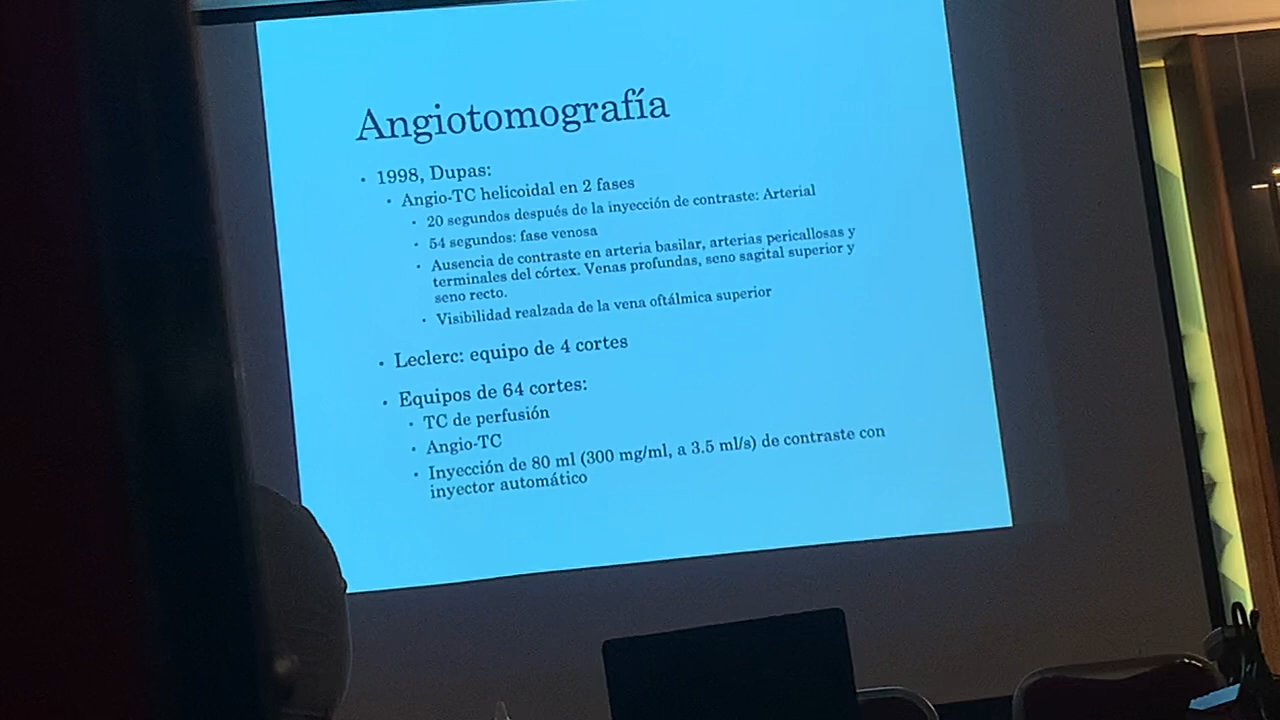 Angiotomografía
• 1998, Dupas:
• Angio-TC helicoidal en 2 fases
• 20 segundos después de la inyección de contraste: Arterial
• 54 segundos: fase venosa
• Ausencia de contraste en arteria basilar, arterias pericallosas y
terminales del córtex. Venas profundas, seno sagital superior y
seno recto.
• Visibilidad realzada de la vena oftálmica superior
• Leclerc: equipo de 4 cortes
• Equipos de 64 cortes:
• TC de perfusión
• Angio-TC
• Inyección de 80 ml (300 mg/ml, a 3.5 ml/s) de contraste con
inyector automático